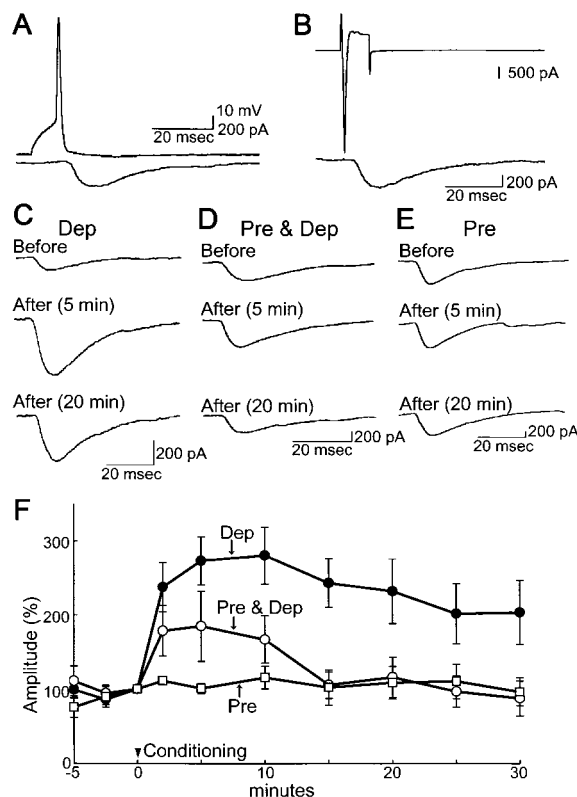 A
10 mV
200 pA
20 msec
B
500 pA
200 pA
20 msec
C
Dep
Before
After (5 min)
After (20 min)
200 pA
20 msec
D
Pre & Dep
Before
After (5 min)
After (20 min)
200 pA
20 msec
E
Pre
Before
After (5 min)
After (20 min)
200 pA
20 msec
F
Amplitude (%)
300
200
100
0
Dep
Pre & Dep
Pre
Conditioning
-5 0 10 20 30
minutes